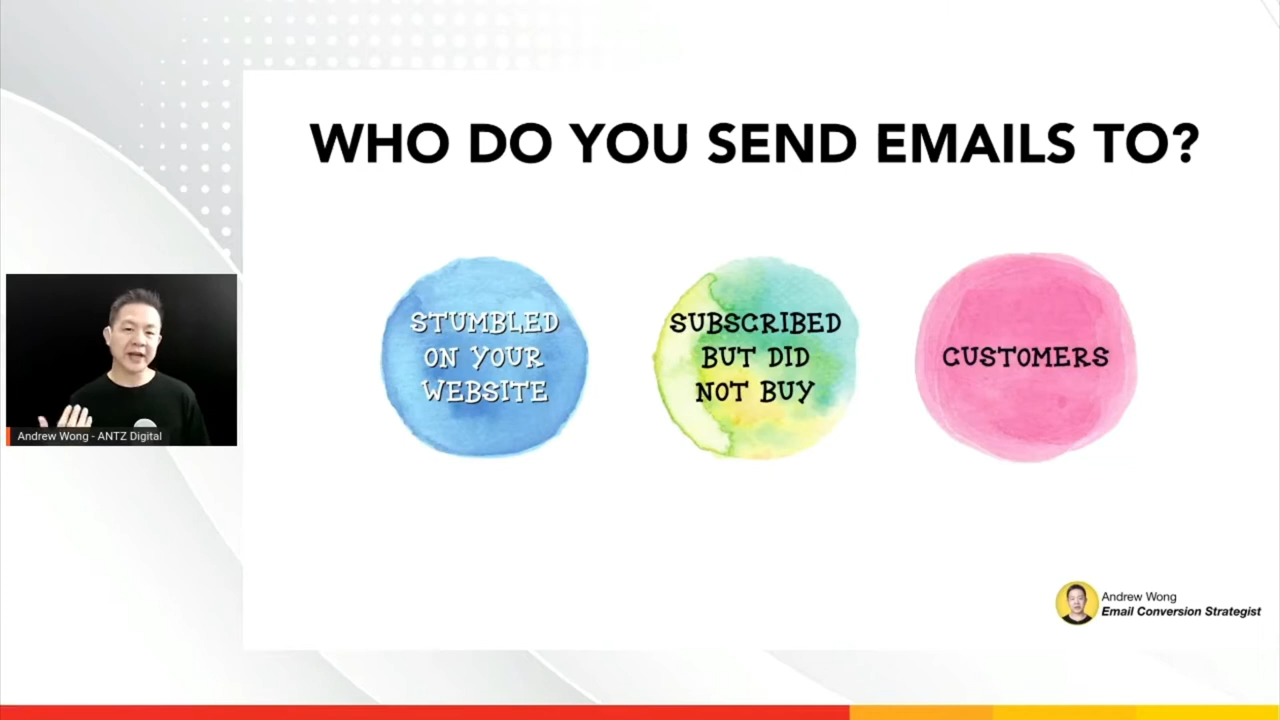 WHO DO YOU SEND EMAILS TO?
STUMBLED
ON YOUR
WEBSITE
SUBSCRIBED
BUT DID
NOT BUY
CUSTOMERS
Andrew Wong - ANTZ Digital
Andrew Wong
Email Conversion Strategist